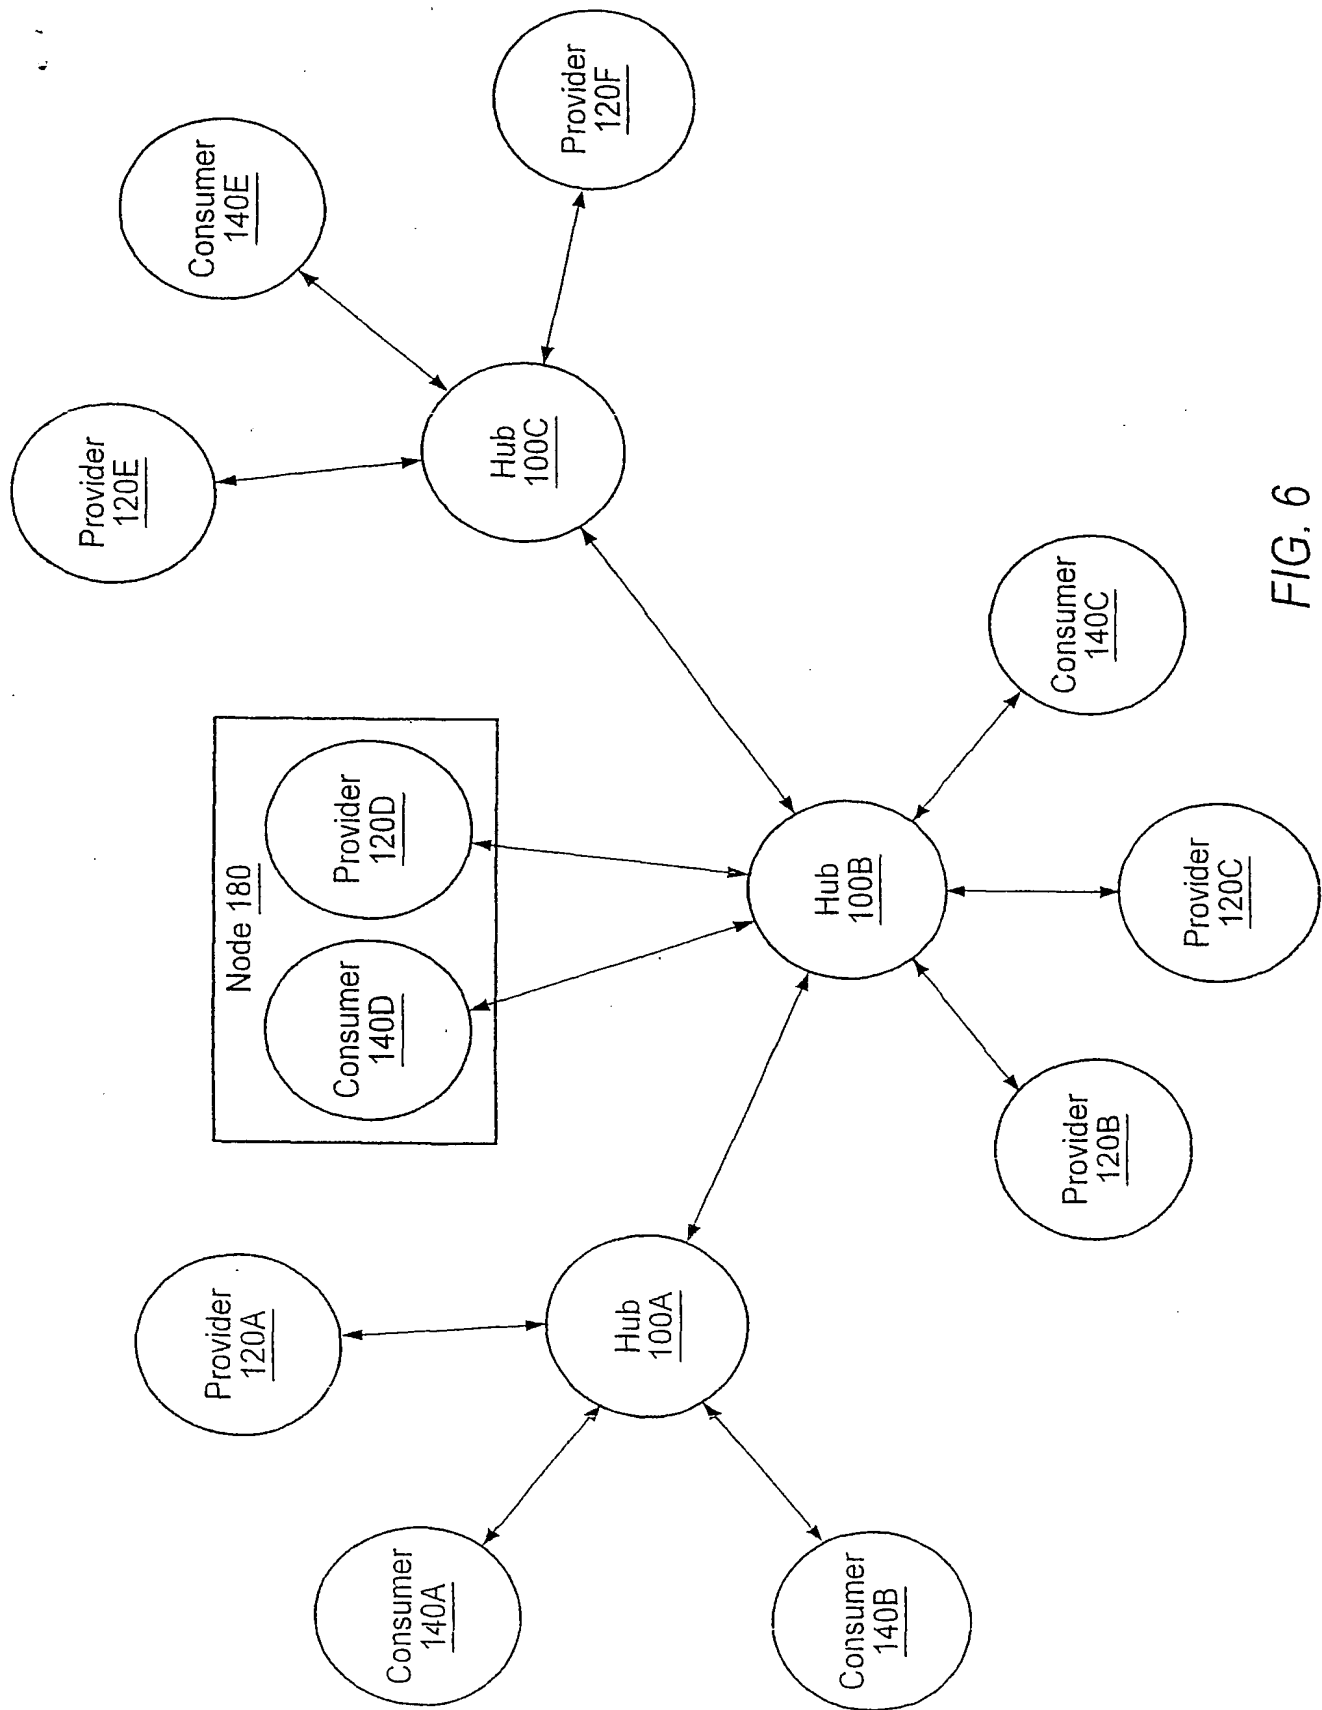 Provider
120A
Consumer
140A
Consumer
140B
Hub
100A
Node 180
Consumer
140D
Provider
120D
Hub
100B
Provider
120B
Provider
120C
Consumer
140C
Provider
120E
Consumer
140E
Hub
100C
Provider
120F
FIG. 6